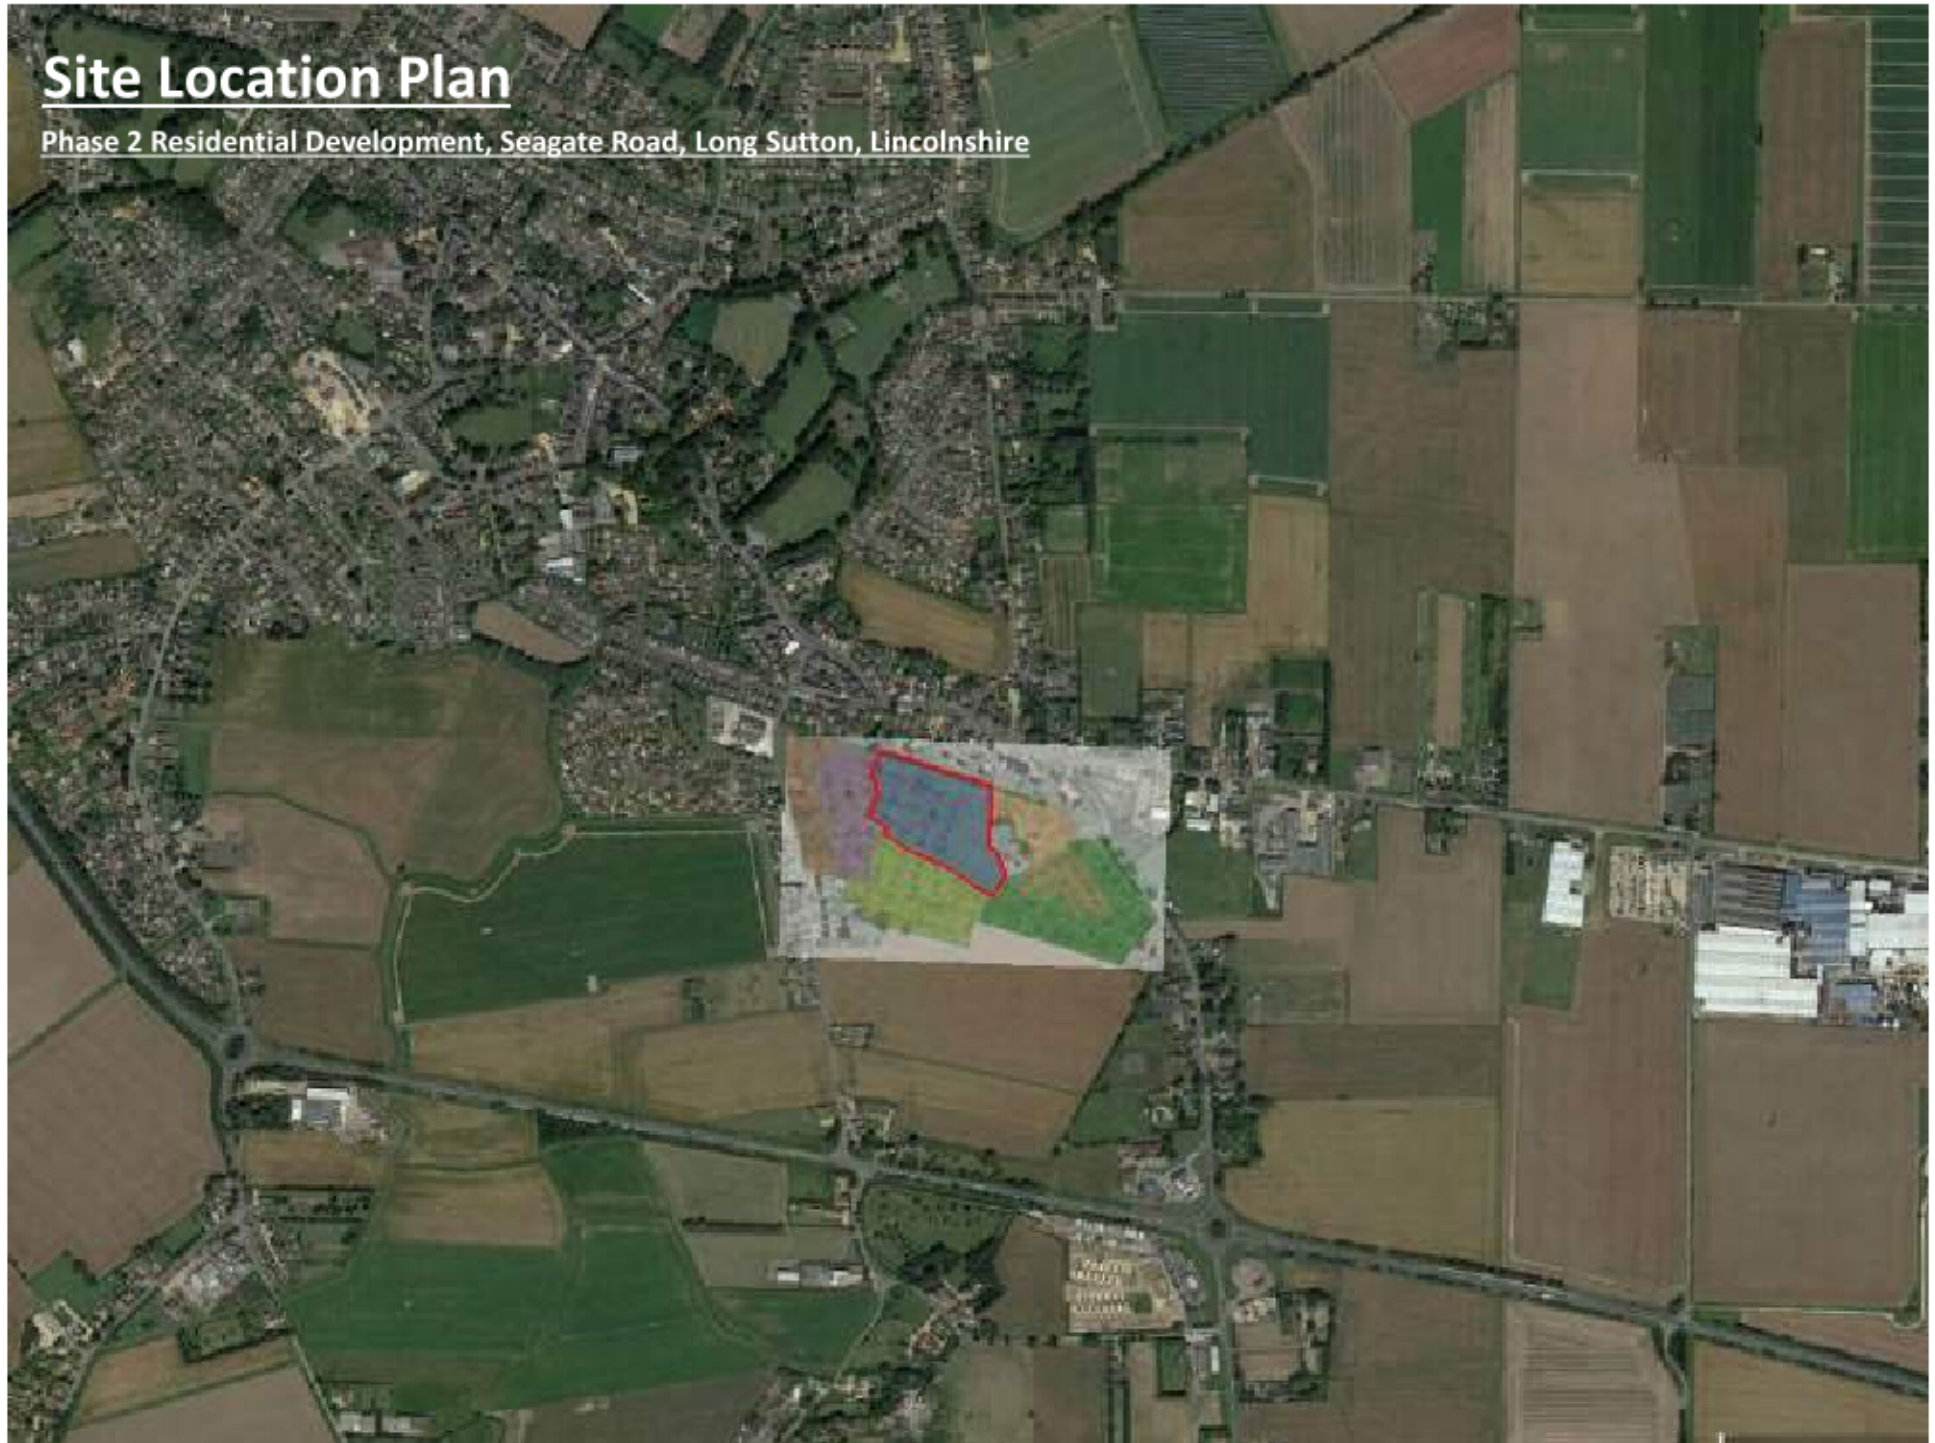 Site Location Plan
Phase 2 Residential Development, Seagate Road, Long Sutton, Lincolnshire